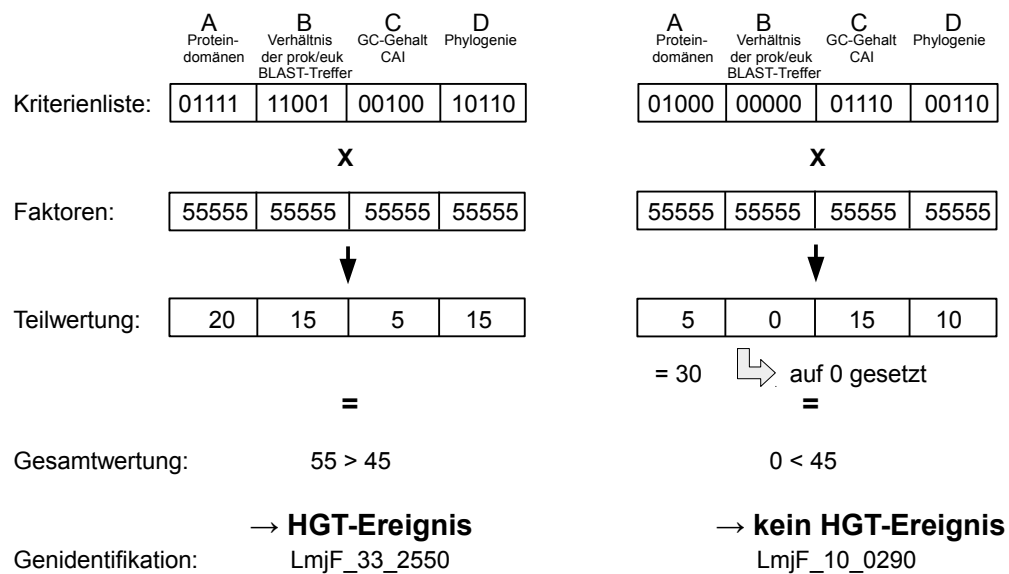 A B C D A B C D
Protein- Verhältnis GC-Gehalt Phylogenie Protein- Verhältnis GC-Gehalt Phylogenie
domänen der prok/euk CAI domänen der prok/euk CAI
BLAST-Treffer BLAST-Treffer
Kriterienliste: 01111 11001 00100 10110 01000 00000 01110 00110
x x
Faktoren: 55555 55555 55555 55555 55555 55555 55555 55555
Teilwertung: 20 15 5 15 5 0 15 10
= 30 auf 0 gesetzt
= =
Gesamtwertung: 55 > 45 0 < 45
→ HGT-Ereignis → kein HGT-Ereignis
Genidentifikation: LmjF_33_2550 LmjF_10_0290